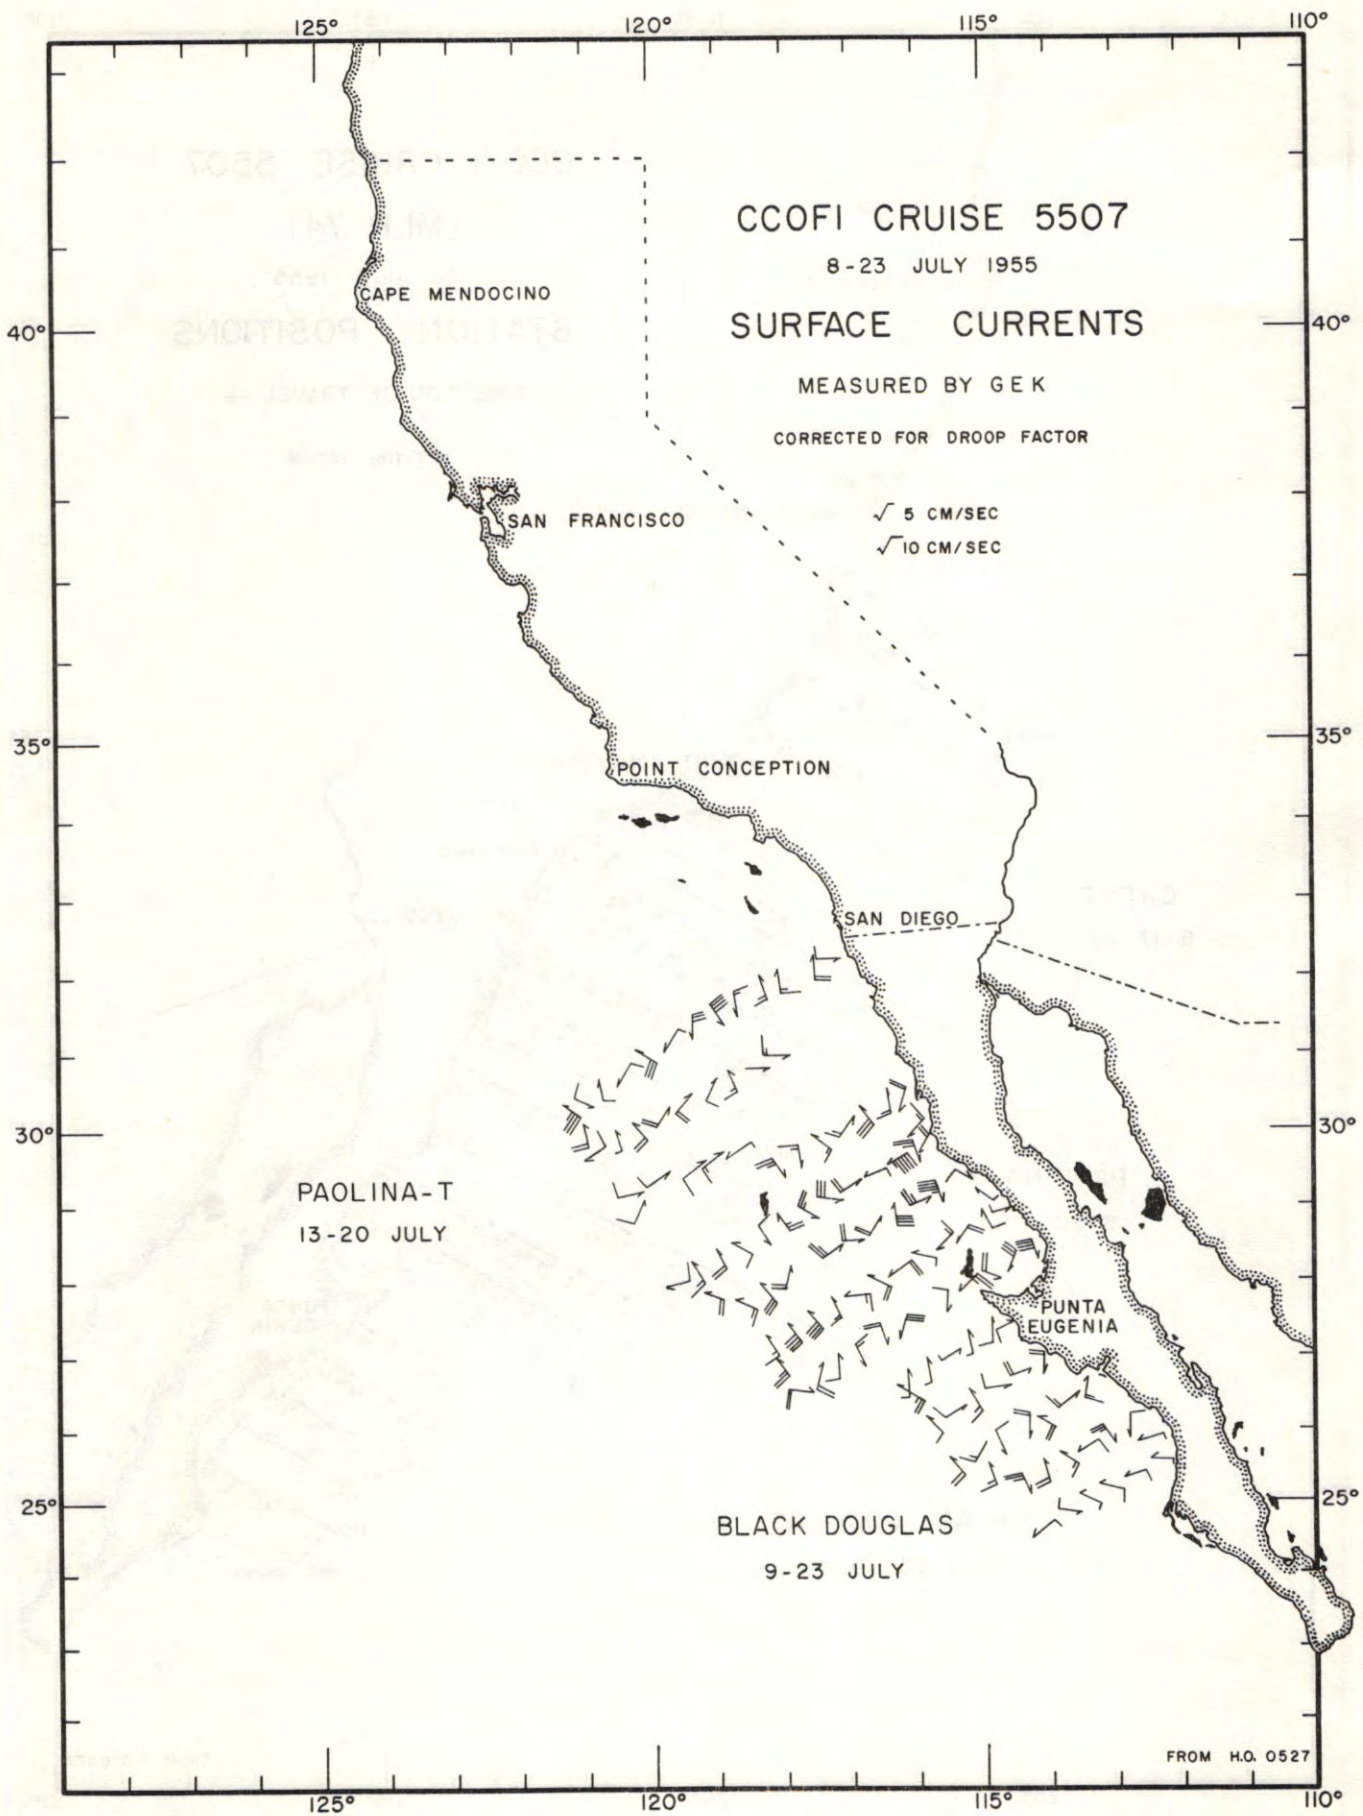 125° 120° 115° 110°
CCOFI CRUISE 5507
8-23 JULY 1955
CAPE MENDOCINO
40° SURFACE CURRENTS 40°
MEASURED BY GEK
CORRECTED FOR DROOP FACTOR
5 CM/SEC
SAN FRANCISCO
10 CM/SEC
35° 35°
POINT CONCEPTION
SAN DIEGO
30° 30°
PAOLINA-T
13-20 JULY
PUNTA
EUGENIA
25° 25°
BLACK DOUGLAS
9-23 JULY
FROM H.O. 0527
125° 120° 115° 110°